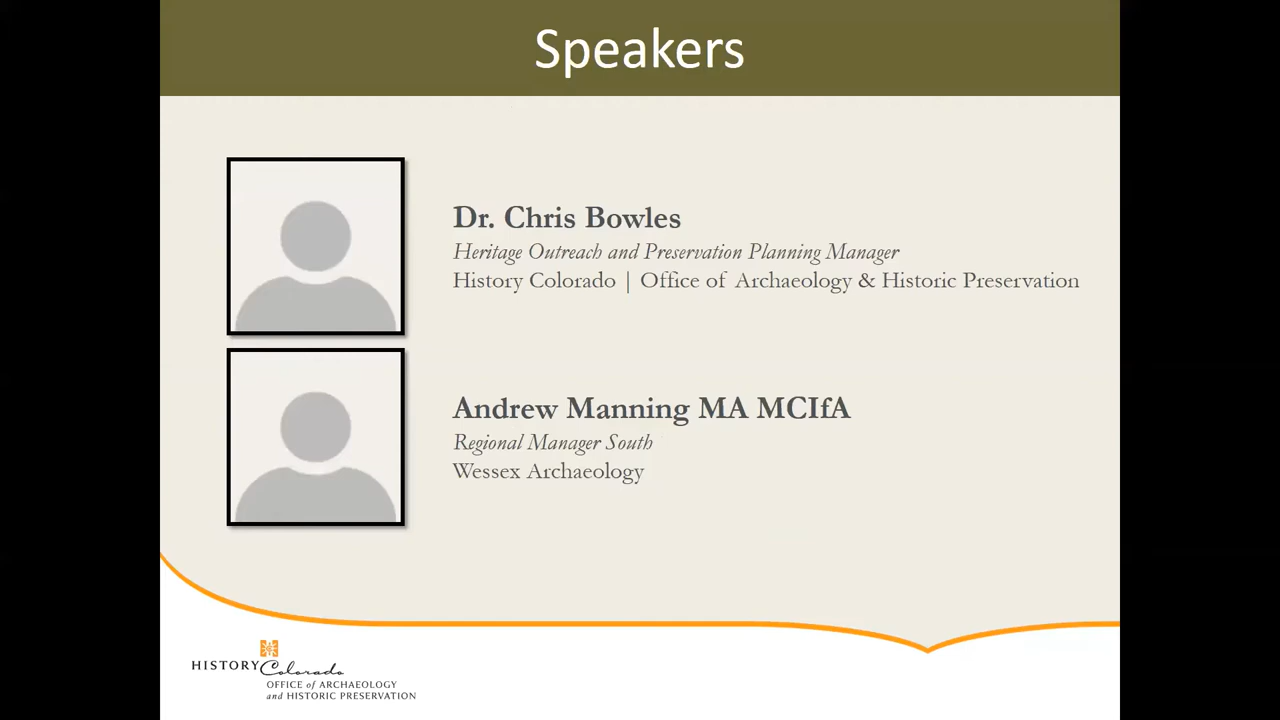 Speakers
Dr. Chris Bowles
Heritage Outreach and Preservation Planning Manager
History Colorado | Office of Archaeology & Historic Preservation
Andrew Manning MA MCIfA
Regional Manager South
Wessex Archaeology
HISTORY Colorado
OFFICE of ARCHAEOLOGY
and HISTORIC PRESERVATION